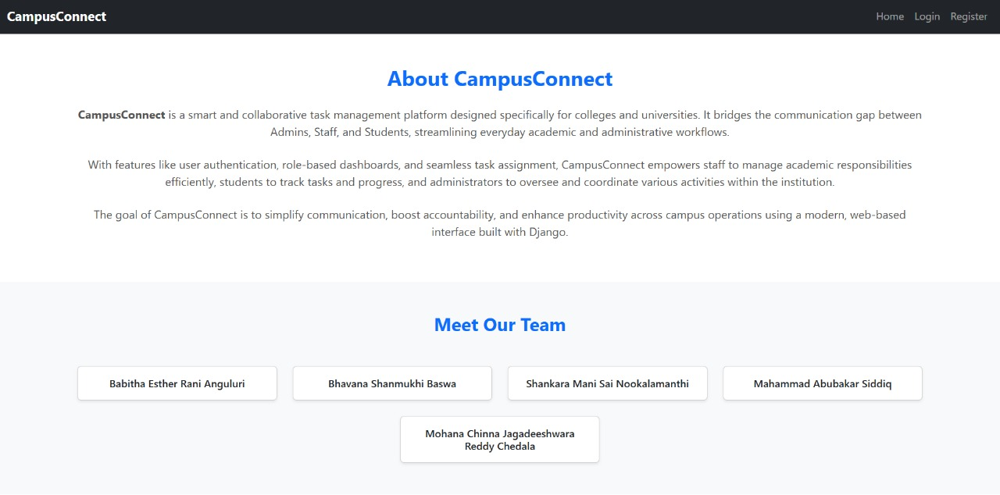 CampusConnect
Home Login Register
About CampusConnect
CampusConnect is a smart and collaborative task management platform designed specifically for colleges and universities. It bridges the communication gap between
Admins, Staff, and Students, streamlining everyday academic and administrative workflows.
With features like user authentication, role-based dashboards, and seamless task assignment, CampusConnect empowers staff to manage academic responsibilities
efficiently, students to track tasks and progress, and administrators to oversee and coordinate various activities within the institution.
The goal of CampusConnect is to simplify communication, boost accountability, and enhance productivity across campus operations using a modern, web-based
interface built with Django.
Meet Our Team
Babitha Esther Rani Anguluri
Bhavana Shanmukhi Baswa
Shankara Mani Sai Nookalamanthi
Mahammad Abubakar Siddiq
Mohana Chinna Jagadeeshwara
Reddy Chedala